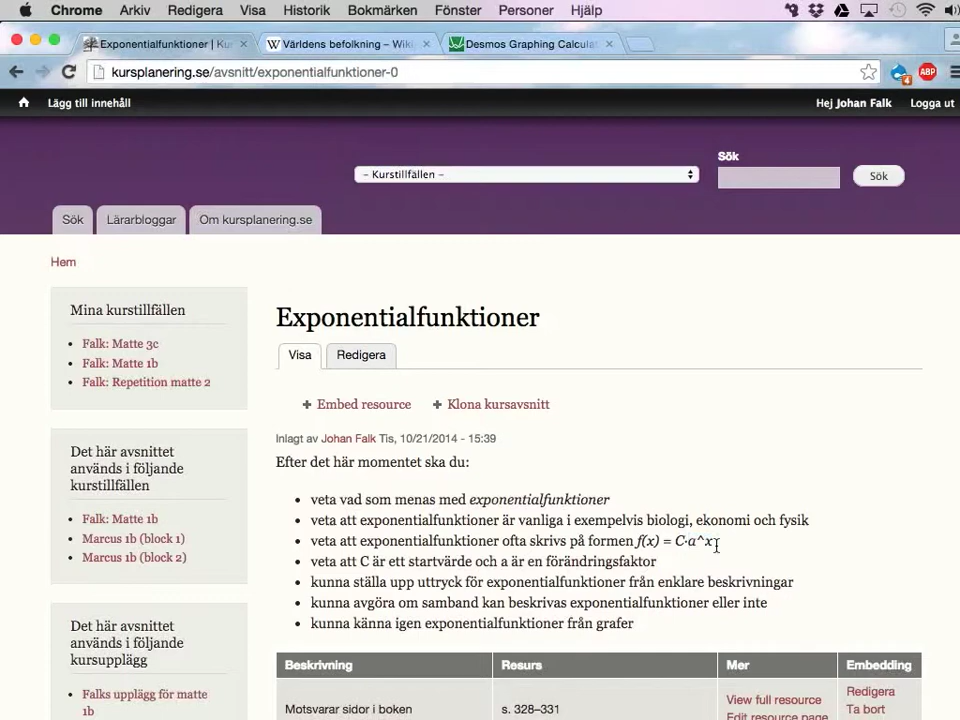 Chrome Arkiv Redigera Visa Historik Bokmärken Fönster Personer Hjälp
Exponentialfunktioner | Ku
Världens befolkning – Wiki
Desmos Graphing Calculat
kursplanering.se/avsnitt/exponentialfunktioner-0
4
ABP
Lägg till innehåll
Hej Johan Falk Logga ut
Sök
– Kurstillfällen –
Sök
Sök Lärarbloggar Om kursplanering.se
Hem
Mina kurstillfällen
Falk: Matte 3c
Falk: Matte 1b
Falk: Repetition matte 2
Det här avsnittet
används i följande
kurstillfällen
Falk: Matte 1b
Marcus 1b (block 1)
Marcus 1b (block 2)
Det här avsnittet
används i följande
kursupplägg
Falks upplägg för matte
1b
Exponentialfunktioner
Visa Redigera
+ Embed resource + Klona kursavsnitt
Inlagt av Johan Falk Tis, 10/21/2014 - 15:39
Efter det här momentet ska du:
• veta vad som menas med exponentialfunktioner
• veta att exponentialfunktioner är vanliga i exempelvis biologi, ekonomi och fysik
• veta att exponentialfunktioner ofta skrivs på formen f(x) = C·a^x
• veta att C är ett startvärde och a är en förändringsfaktor
• kunna ställa upp uttryck för exponentialfunktioner från enklare beskrivningar
• kunna avgöra om samband kan beskrivas exponentialfunktioner eller inte
• kunna känna igen exponentialfunktioner från grafer
Beskrivning Resurs Mer Embedding
Motsvarar sidor i boken s. 328–331
View full resource
Edit resource page
Redigera
Ta bort